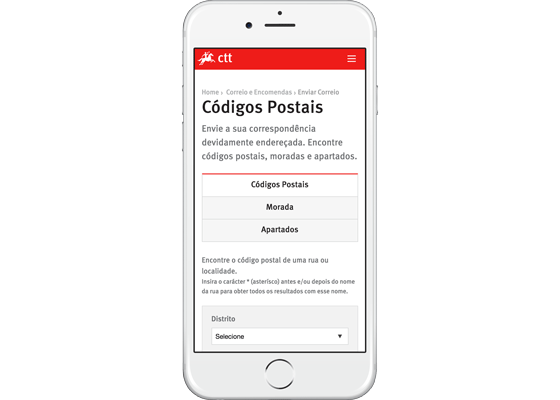 ctt
Home › Correio e Encomendas › Enviar Correio
Códigos Postais
Envie a sua correspondência
devidamente endereçada. Encontre
códigos postais, moradas e apartados.
Códigos Postais
Morada
Apartados
Encontre o código postal de uma rua ou
localidade.
Insira o carácter * (asterísco) antes e/ou depois do nome
da rua para obter todos os resultados com esse nome.
Distrito
Selecione